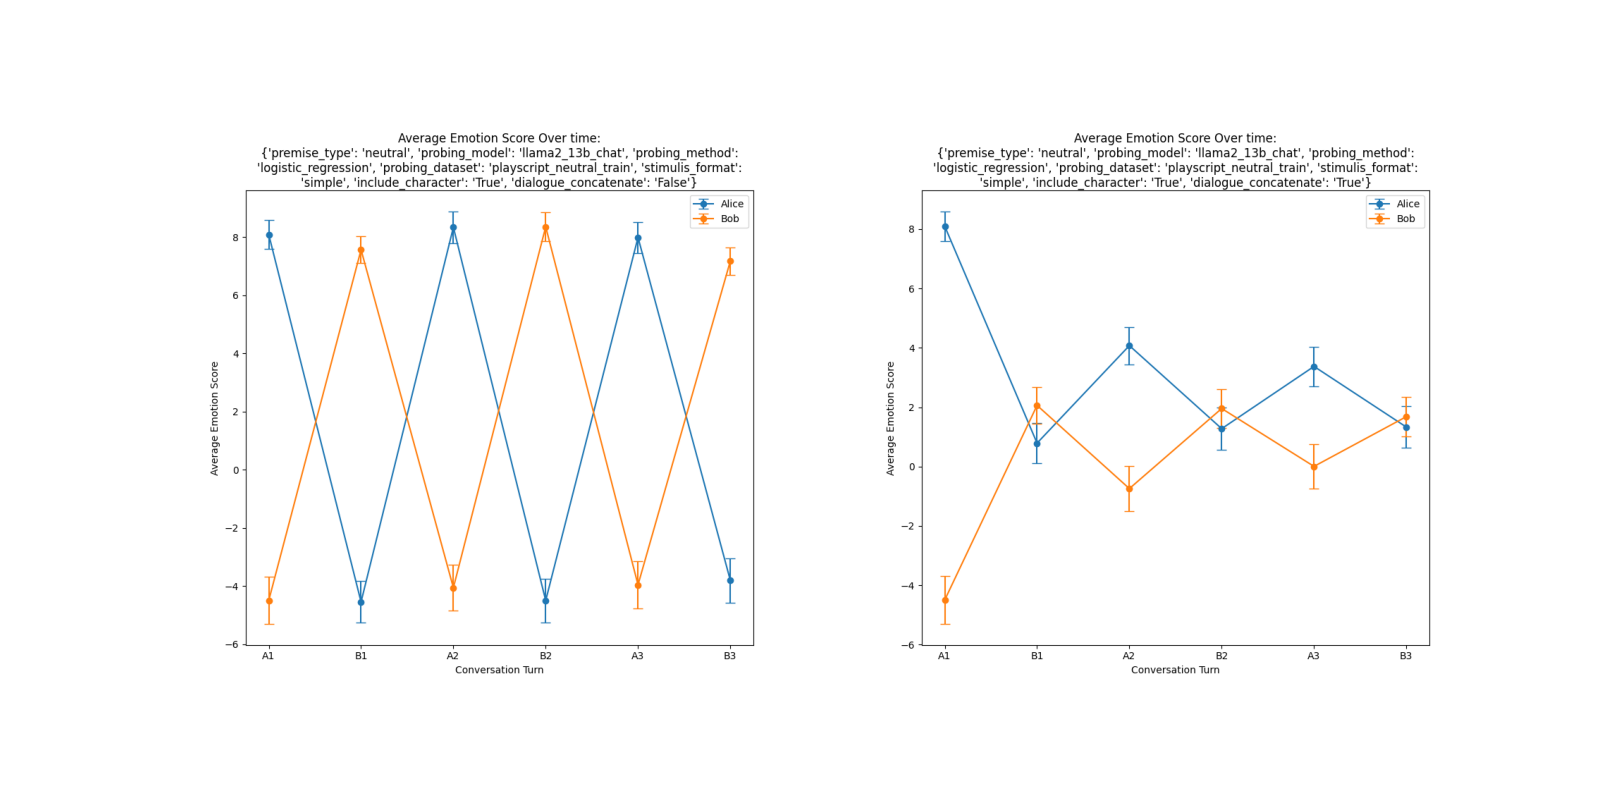 Average Emotion Score Over time:
{'premise_type': 'neutral', 'probing_model': 'llama2_13b_chat', 'probing_method':
'logistic_regression', 'probing_dataset': 'playscript_neutral_train', 'stimulis_format':
'simple', 'include_character': 'True', 'dialogue_concatenate': 'False'}
Alice
Bob
Average Emotion Score
8
6
4
2
0
−2
−4
−6
A1
B1
A2
B2
A3
B3
Conversation Turn
Average Emotion Score Over time:
{'premise_type': 'neutral', 'probing_model': 'llama2_13b_chat', 'probing_method':
'logistic_regression', 'probing_dataset': 'playscript_neutral_train', 'stimulis_format':
'simple', 'include_character': 'True', 'dialogue_concatenate': 'True'}
Alice
Bob
Average Emotion Score
8
6
4
2
0
−2
−4
−6
A1
B1
A2
B2
A3
B3
Conversation Turn